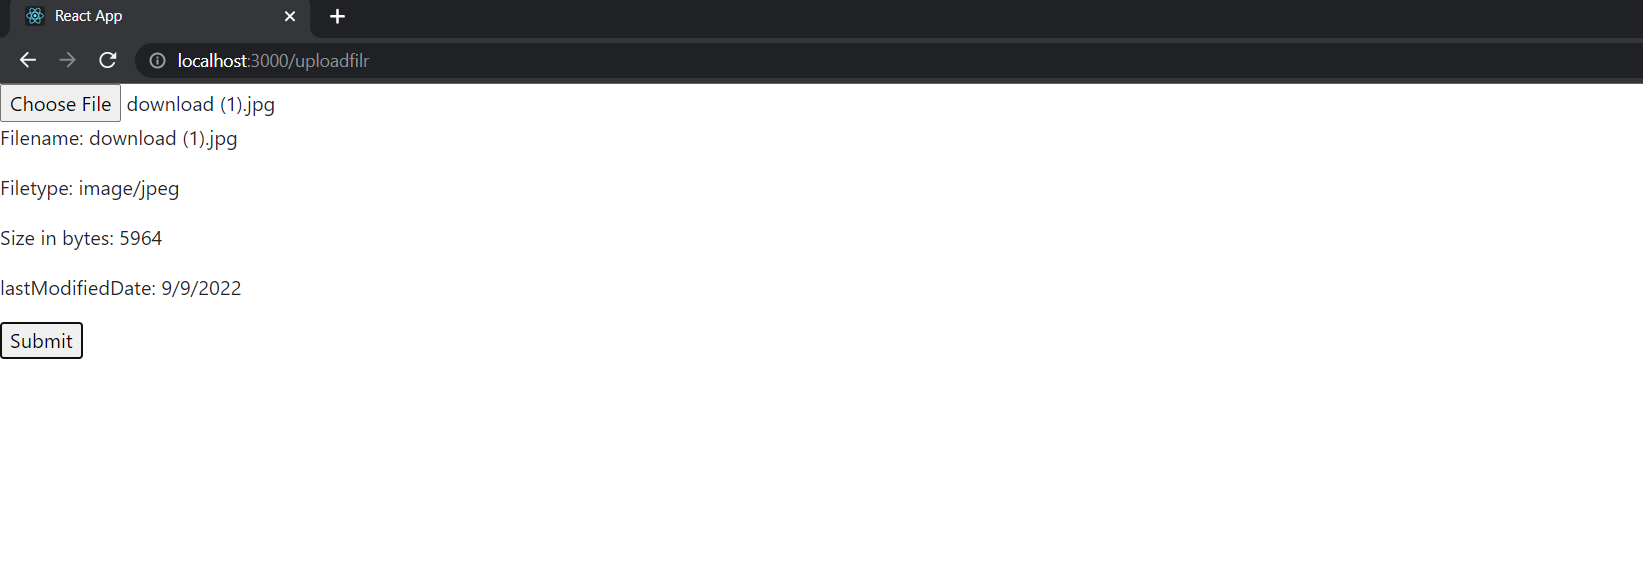 React App
localhost:3000/uploadfilr
Choose File download (1).jpg
Filename: download (1).jpg
Filetype: image/jpeg
Size in bytes: 5964
lastModifiedDate: 9/9/2022
Submit